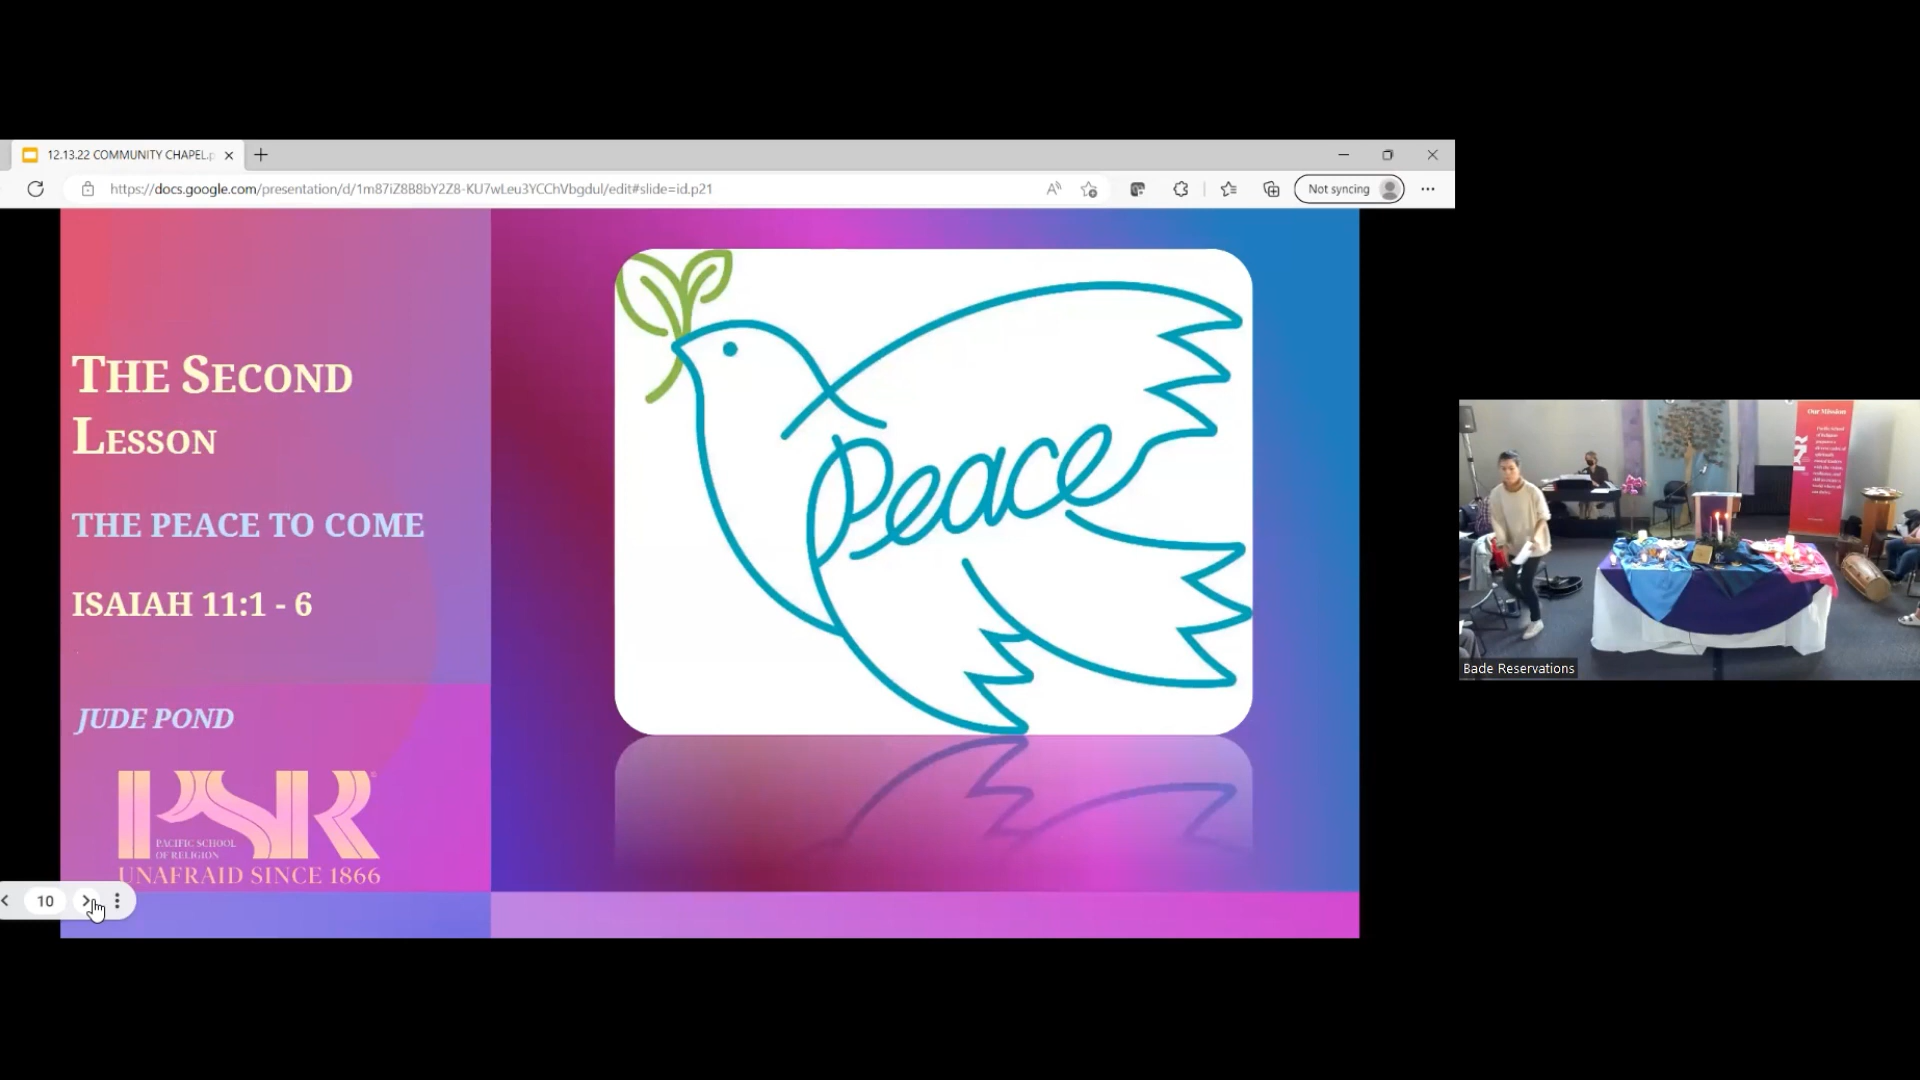 12.13.22 COMMUNITY CHAPEL.p
https://docs.google.com/presentation/d/1m87iZ8B8bY2Z8-KU7wLeu3YCChVbgdul/edit#slide=id.p21
Not syncing
THE SECOND
LESSON
THE PEACE TO COME
ISAIAH 11:1 - 6
JUDE POND
PSR
PACIFIC SCHOOL
OF RELIGION
UNAFRAID SINCE 1866
10
Peace
Our Mission
PSR
Bade Reservations